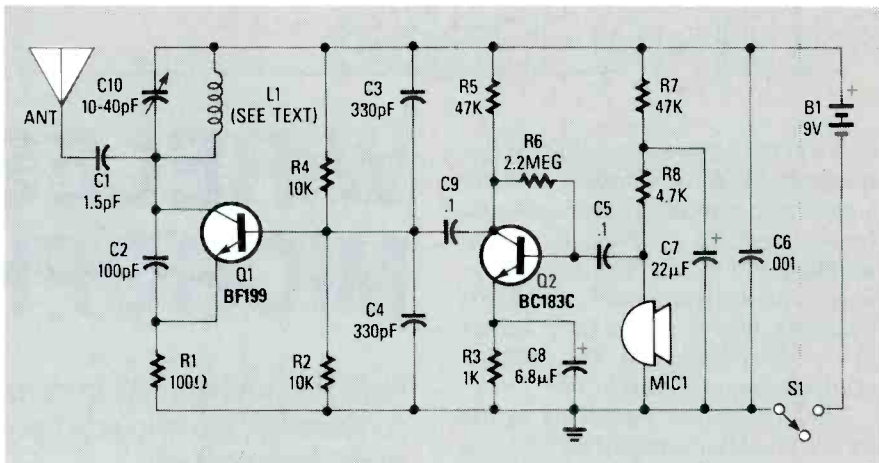 ANT
C10
10-40pF
L1
(SEE TEXT)
C1
1.5pF
C2
100pF
R1
100Ω
Q1
BF199
R4
10K
R2
10K
C3
330pF
C4
330pF
C9
.1
R5
47K
R6
2.2MEG
Q2
BC183C
R3
1K
C8
6.8µF
+
C5
.1
R7
47K
R8
4.7K
MIC1
C7
22µF
+
C6
.001
B1
9V
+
S1